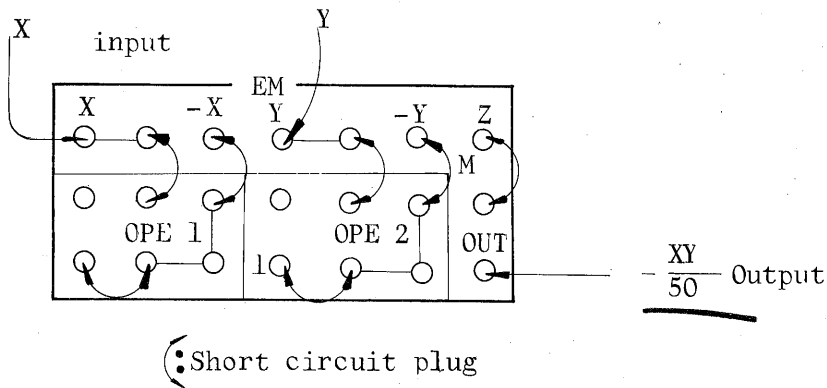 X
input
Y
EM
X -X Y -Y Z
M
OPE 1 OPE 2 OUT
1
- XY/50 Output
: Short circuit plug